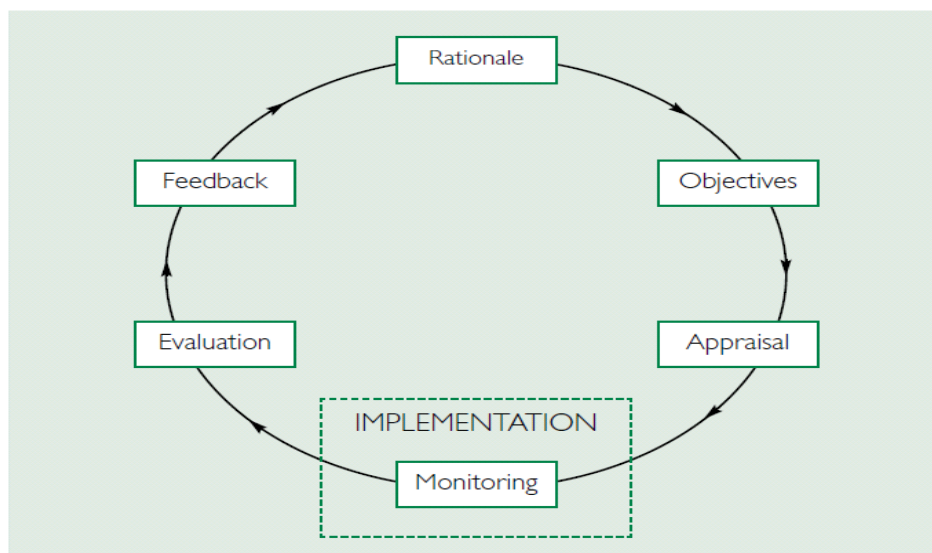 Rationale
Feedback
Objectives
Evaluation
Appraisal
IMPLEMENTATION
Monitoring